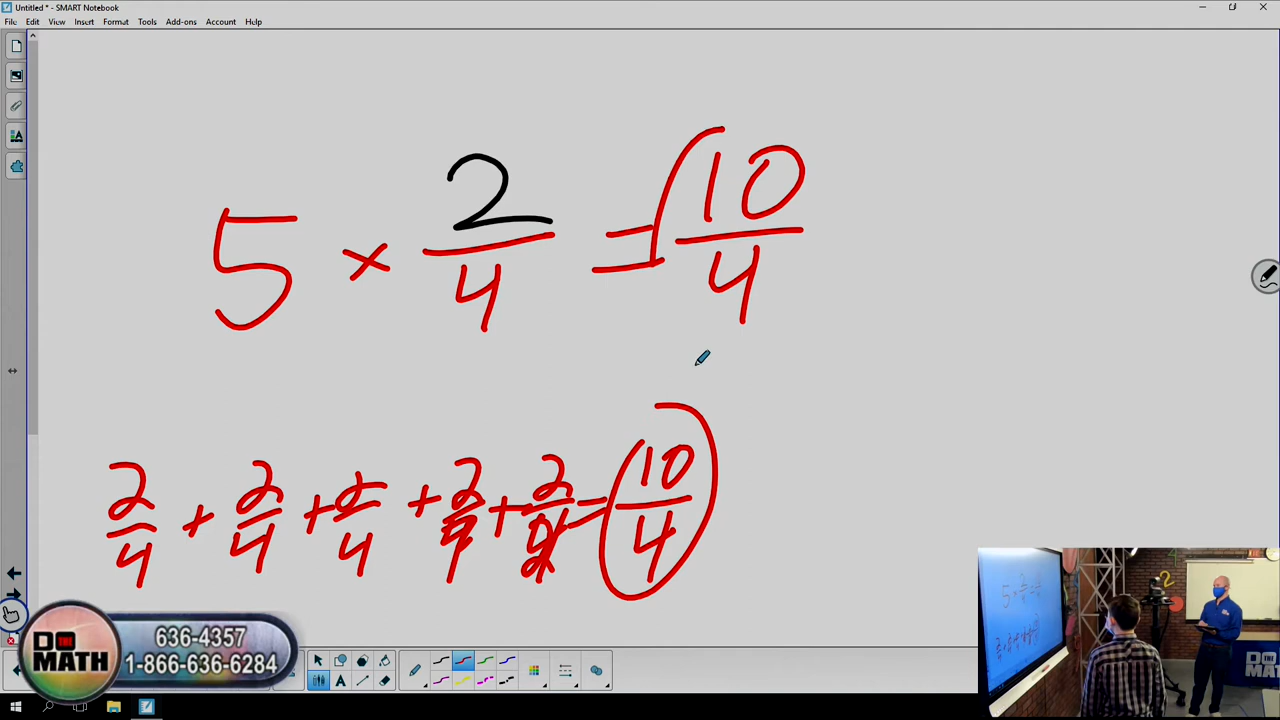 Untitled * - SMART Notebook
File Edit View Insert Format Tools Add-ons Account Help
5 × 2/4 = 10/4
2/4 + 2/4 + 2/4 + 2/4 + 2/4 = 10/4
DO THE MATH
636-4357
1-866-636-6284